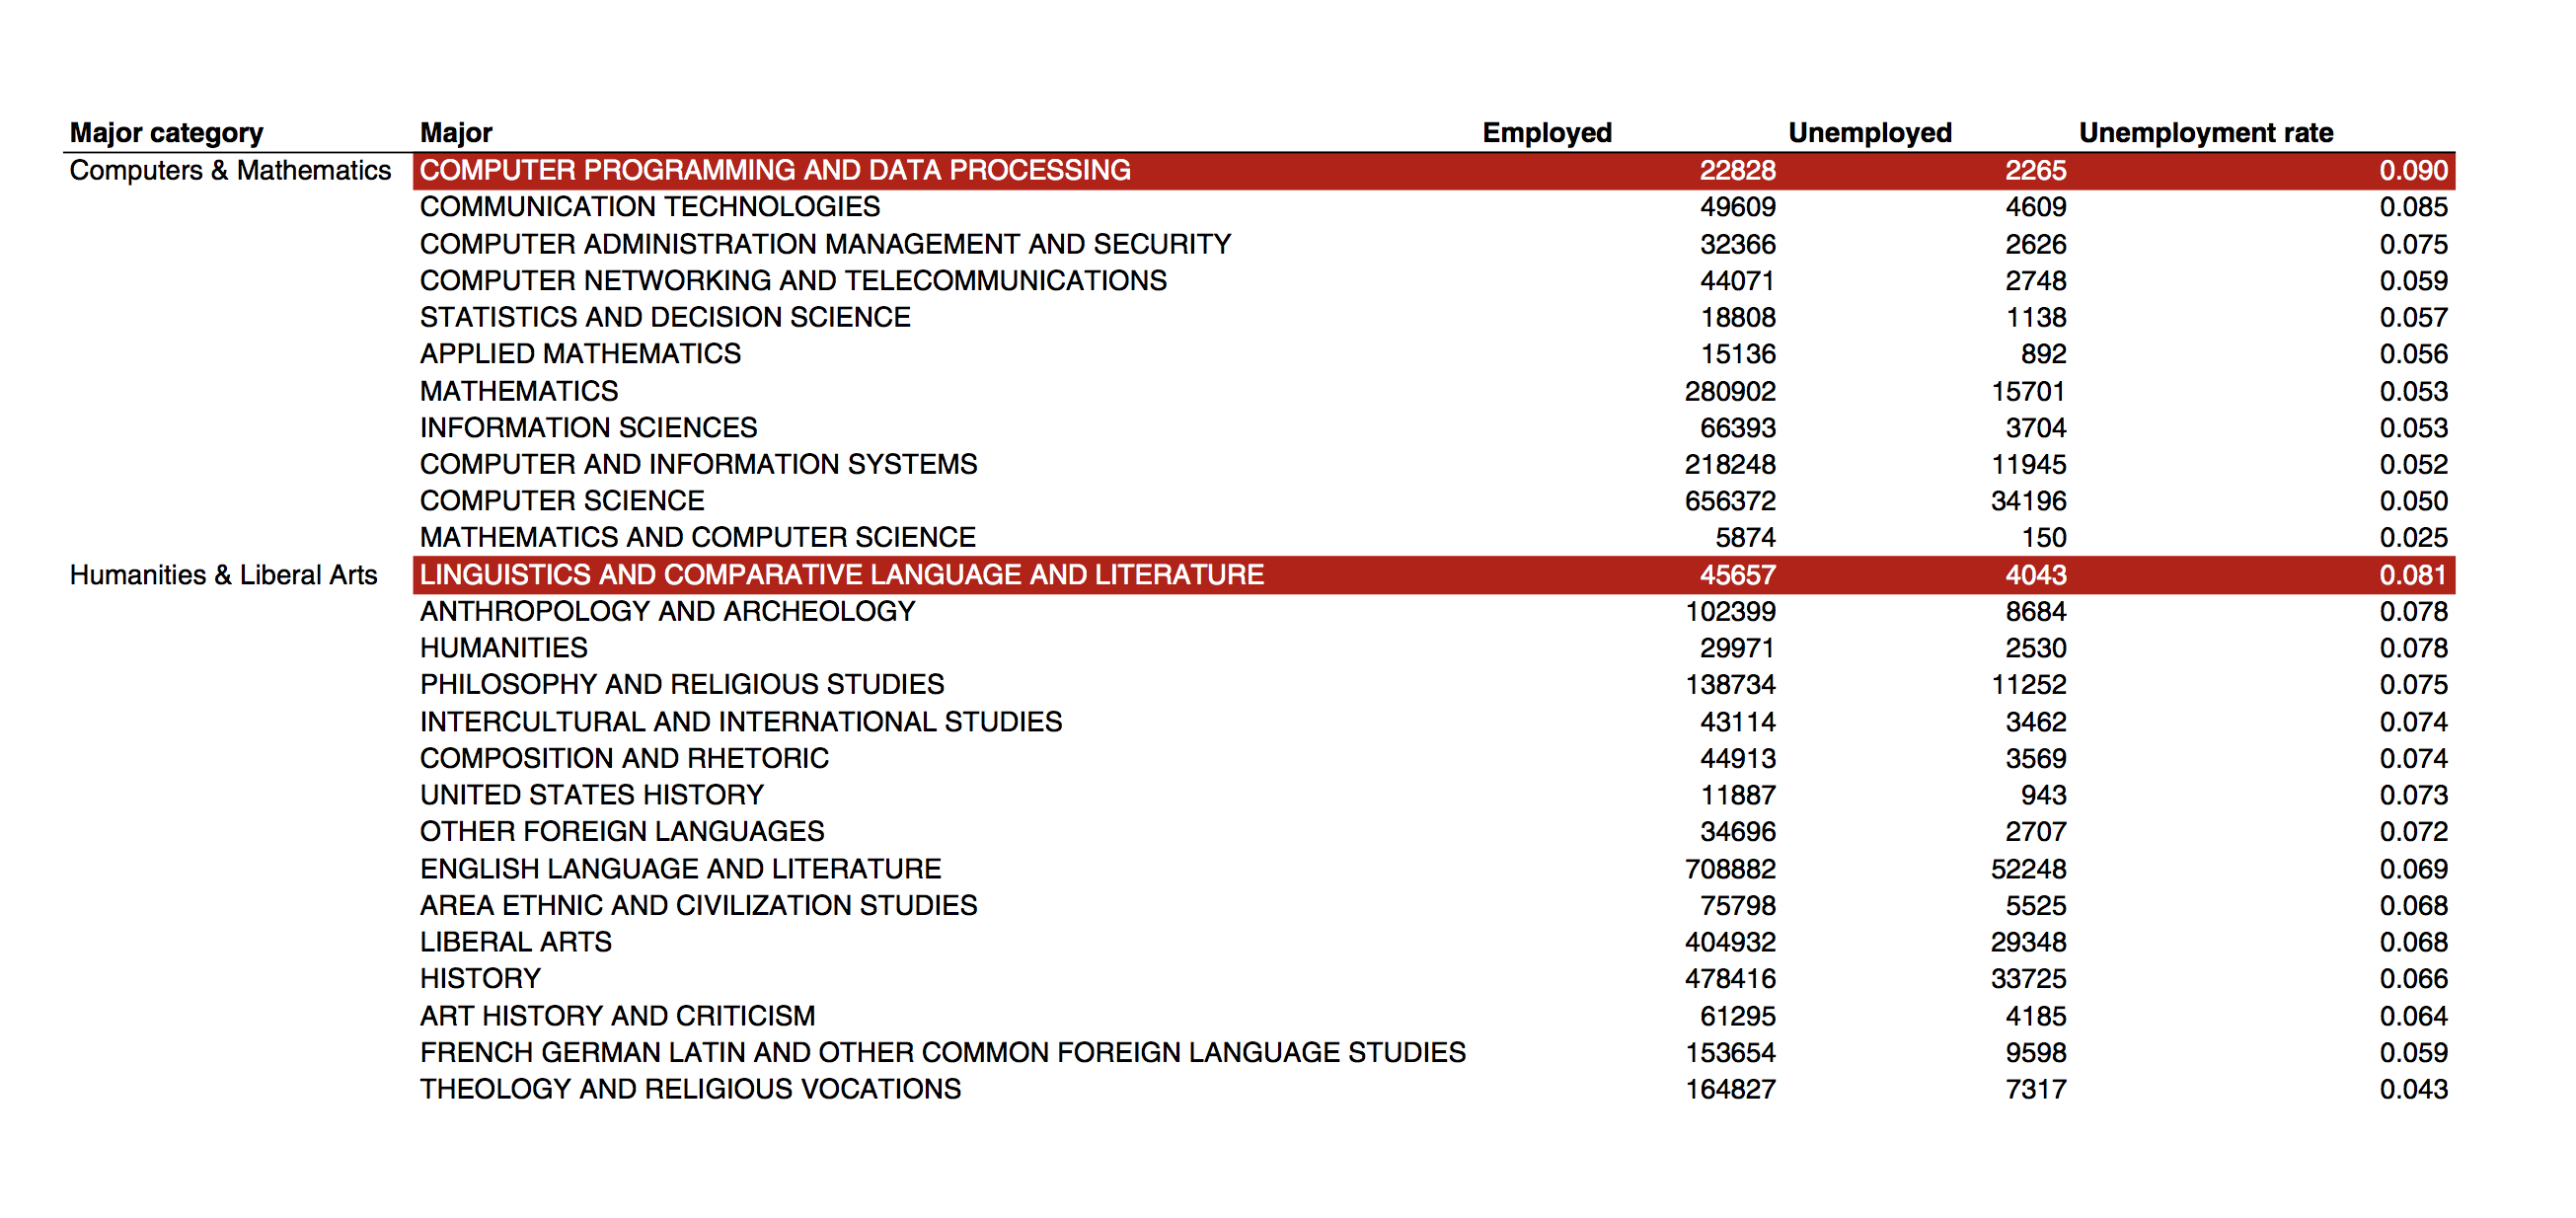 Major category Major Employed Unemployed Unemployment rate
Computers & Mathematics COMPUTER PROGRAMMING AND DATA PROCESSING 22828 2265 0.090
COMMUNICATION TECHNOLOGIES 49609 4609 0.085
COMPUTER ADMINISTRATION MANAGEMENT AND SECURITY 32366 2626 0.075
COMPUTER NETWORKING AND TELECOMMUNICATIONS 44071 2748 0.059
STATISTICS AND DECISION SCIENCE 18808 1138 0.057
APPLIED MATHEMATICS 15136 892 0.056
MATHEMATICS 280902 15701 0.053
INFORMATION SCIENCES 66393 3704 0.053
COMPUTER AND INFORMATION SYSTEMS 218248 11945 0.052
COMPUTER SCIENCE 656372 34196 0.050
MATHEMATICS AND COMPUTER SCIENCE 5874 150 0.025
Humanities & Liberal Arts LINGUISTICS AND COMPARATIVE LANGUAGE AND LITERATURE 45657 4043 0.081
ANTHROPOLOGY AND ARCHEOLOGY 102399 8684 0.078
HUMANITIES 29971 2530 0.078
PHILOSOPHY AND RELIGIOUS STUDIES 138734 11252 0.075
INTERCULTURAL AND INTERNATIONAL STUDIES 43114 3462 0.074
COMPOSITION AND RHETORIC 44913 3569 0.074
UNITED STATES HISTORY 11887 943 0.073
OTHER FOREIGN LANGUAGES 34696 2707 0.072
ENGLISH LANGUAGE AND LITERATURE 708882 52248 0.069
AREA ETHNIC AND CIVILIZATION STUDIES 75798 5525 0.068
LIBERAL ARTS 404932 29348 0.068
HISTORY 478416 33725 0.066
ART HISTORY AND CRITICISM 61295 4185 0.064
FRENCH GERMAN LATIN AND OTHER COMMON FOREIGN LANGUAGE STUDIES 153654 9598 0.059
THEOLOGY AND RELIGIOUS VOCATIONS 164827 7317 0.043